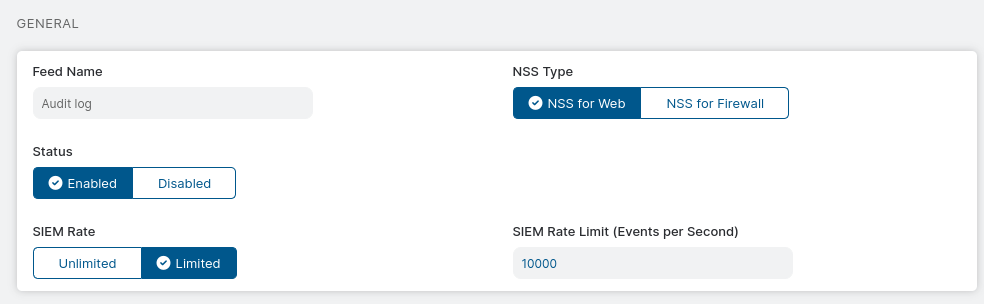 GENERAL
Feed Name
NSS Type
Audit log
NSS for Web
NSS for Firewall
Status
Enabled
Disabled
SIEM Rate
SIEM Rate Limit (Events per Second)
Unlimited
Limited
10000